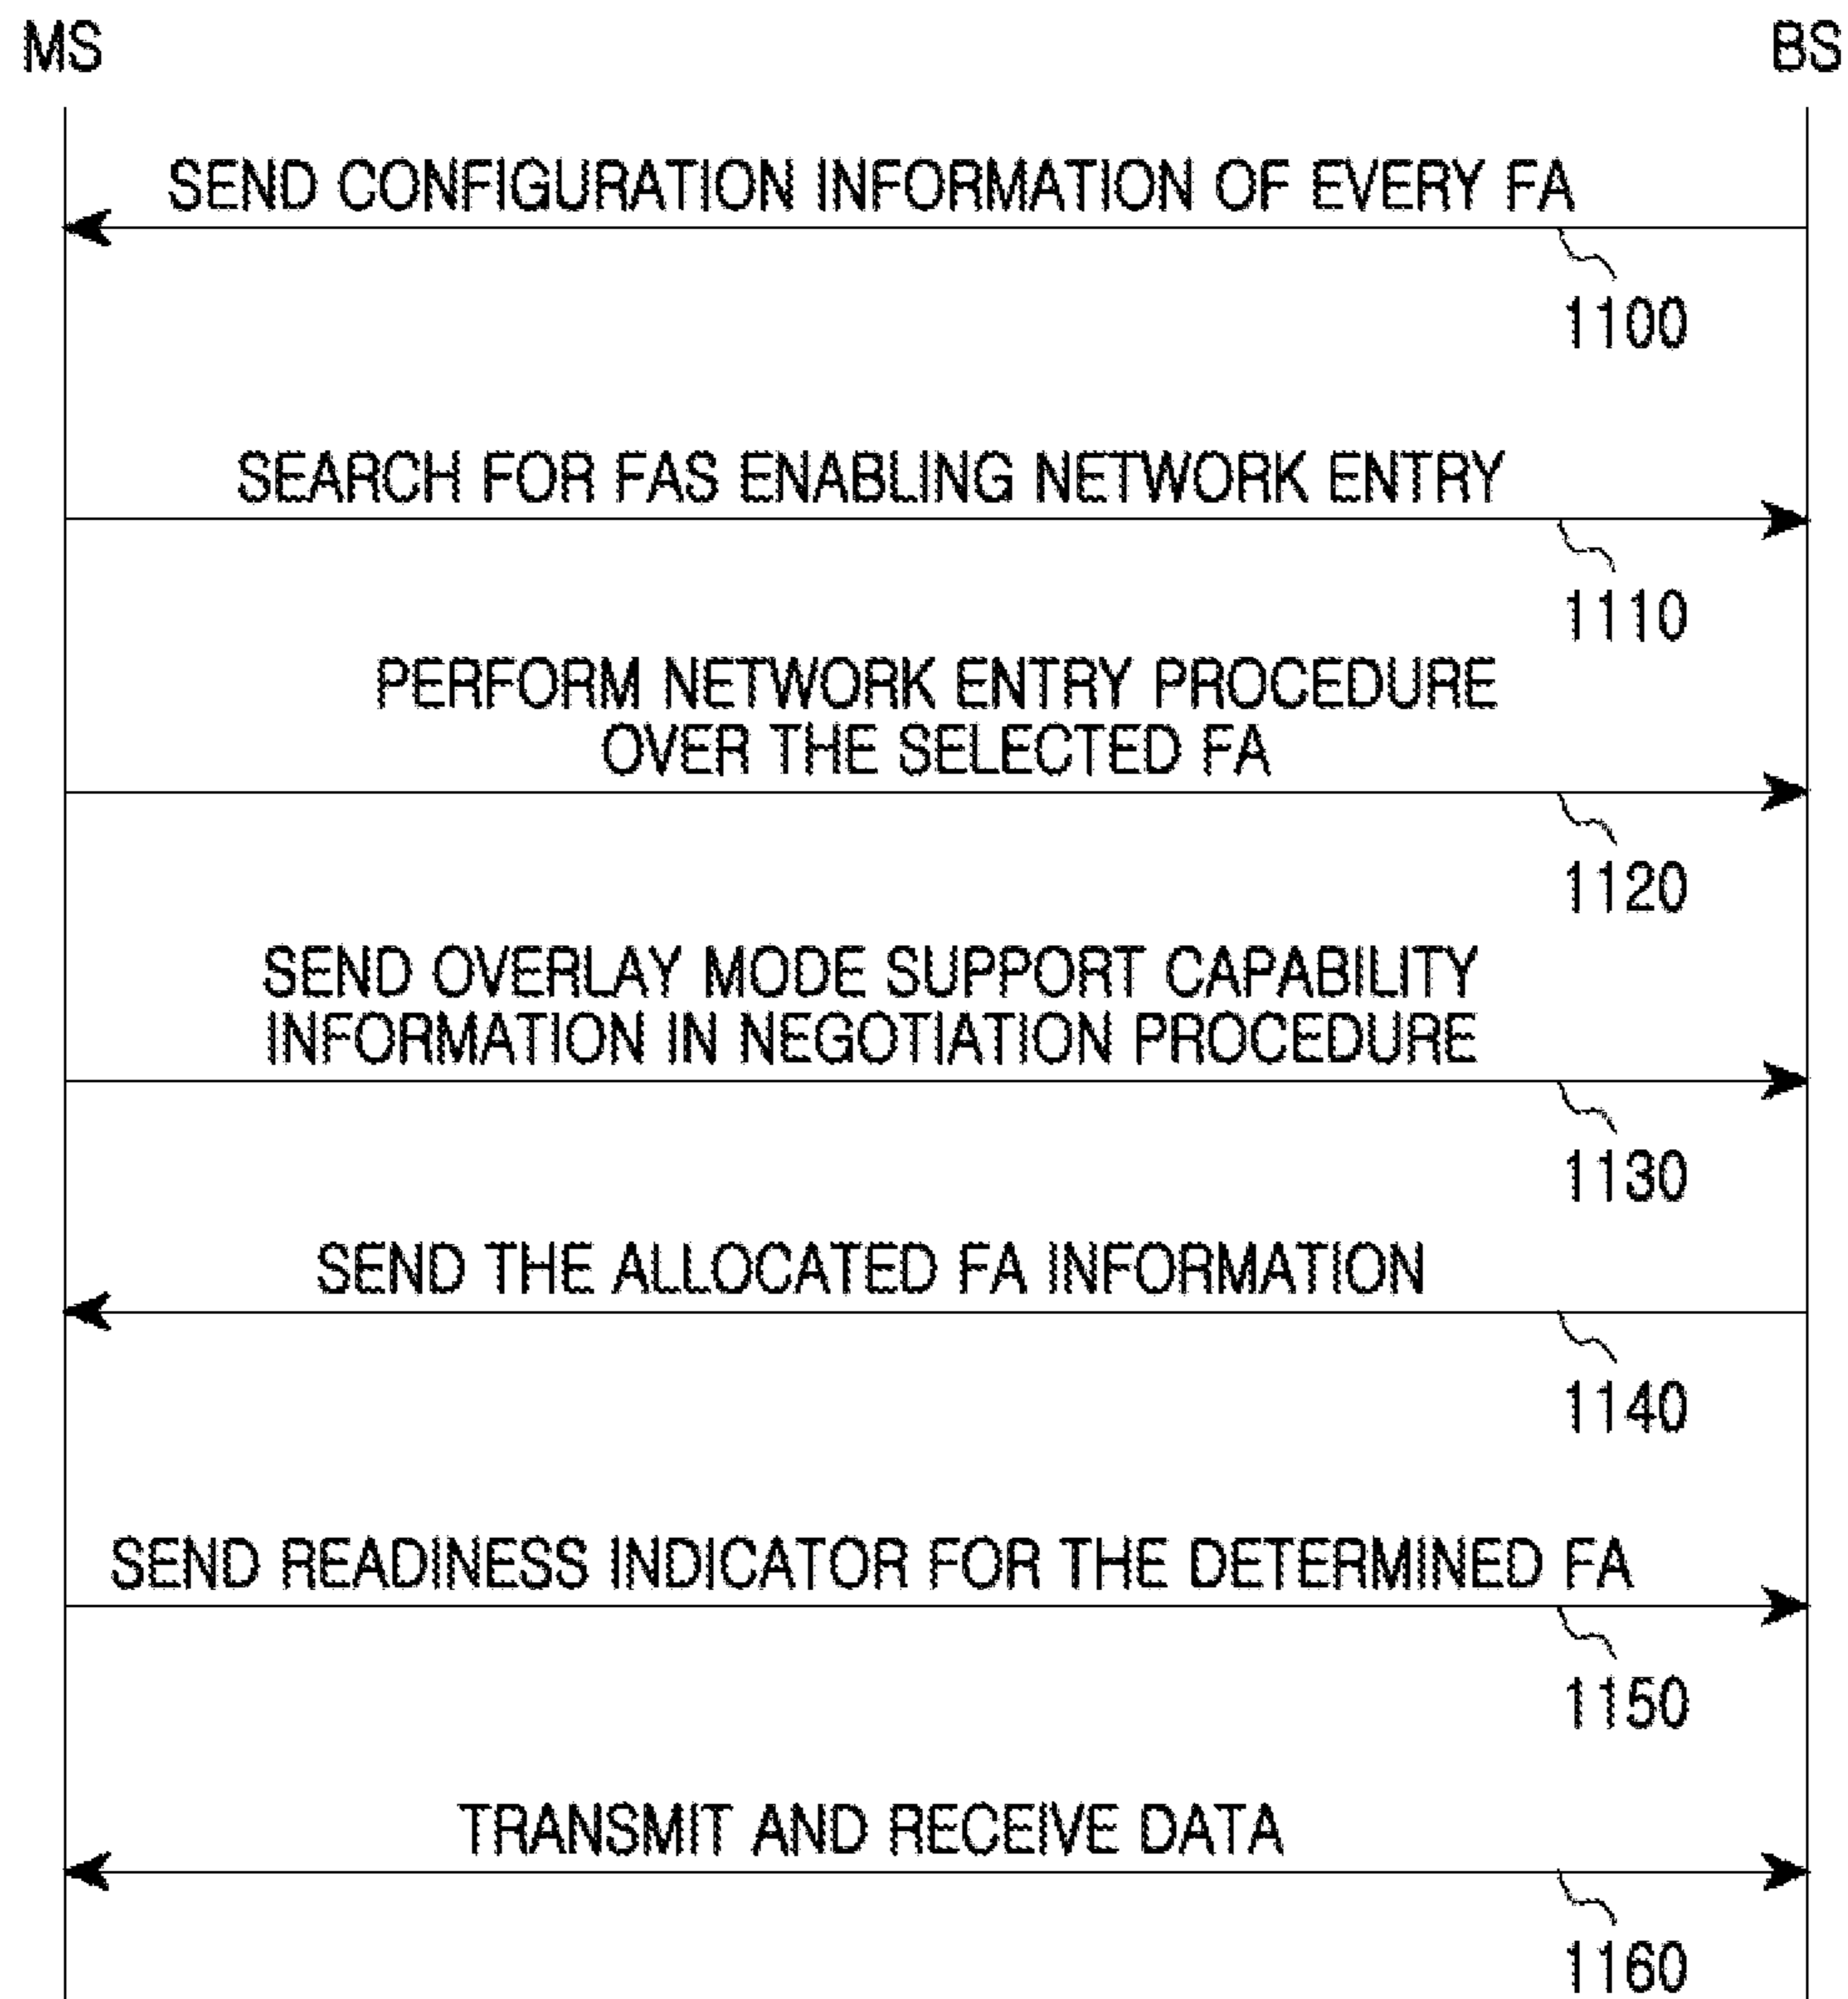 MS
BS
SEND CONFIGURATION INFORMATION OF EVERY FA
1100
SEARCH FOR FAS ENABLING NETWORK ENTRY
1110
PERFORM NETWORK ENTRY PROCEDURE
OVER THE SELECTED FA
1120
SEND OVERLAY MODE SUPPORT CAPABILITY
INFORMATION IN NEGOTIATION PROCEDURE
1130
SEND THE ALLOCATED FA INFORMATION
1140
SEND READINESS INDICATOR FOR THE DETERMINED FA
1150
TRANSMIT AND RECEIVE DATA
1160